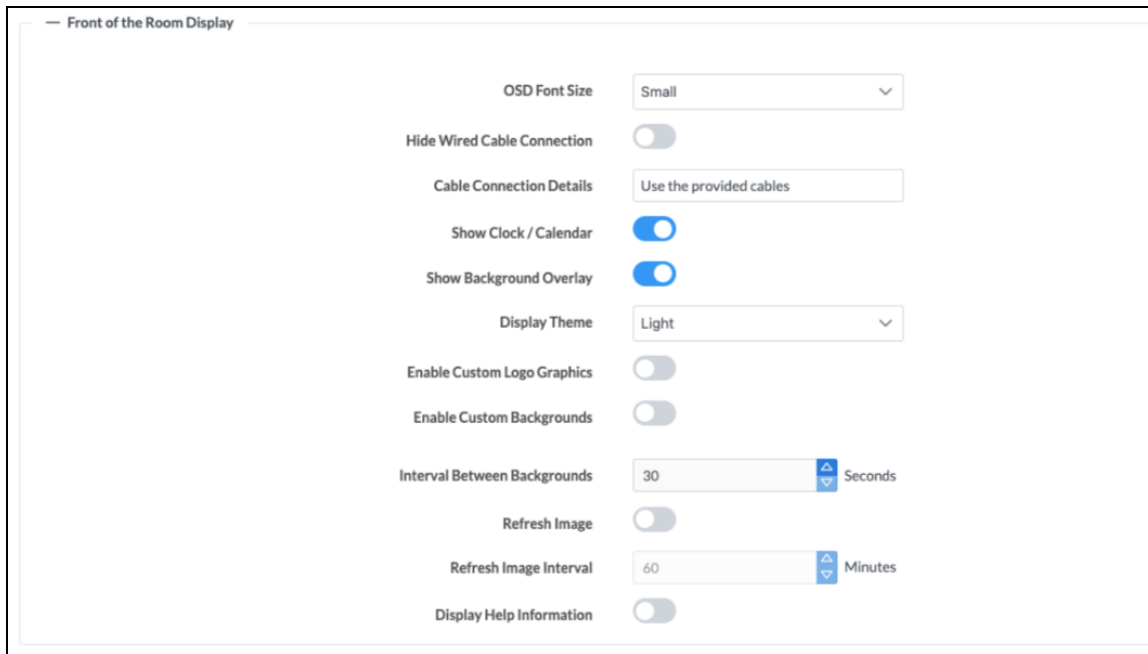 Front of the Room Display
OSD Font Size Small
Hide Wired Cable Connection
Cable Connection Details Use the provided cables
Show Clock / Calendar
Show Background Overlay
Display Theme Light
Enable Custom Logo Graphics
Enable Custom Backgrounds
Interval Between Backgrounds 30 Seconds
Refresh Image
Refresh Image Interval 60 Minutes
Display Help Information